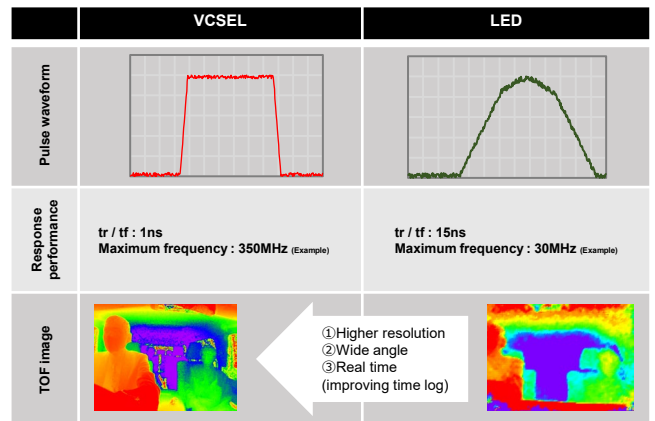 VCSEL
LED
Pulse waveform
Response
performance
tr / tf : 1ns
Maximum frequency : 350MHz (Example)
tr / tf : 15ns
Maximum frequency : 30MHz (Example)
TOF image
①Higher resolution
②Wide angle
③Real time
(improving time log)